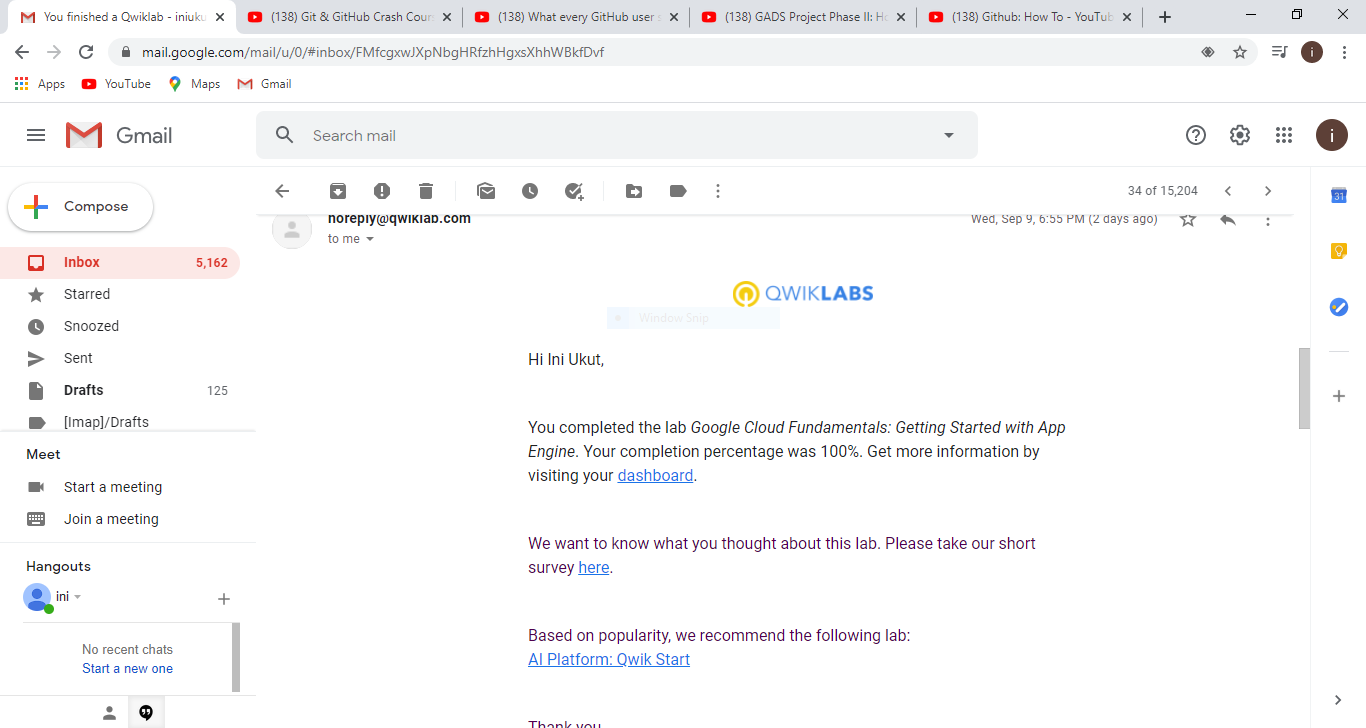 You finished a Qwiklab - iniuku
(138) Git & GitHub Crash Cour
(138) What every GitHub user s
(138) GADS Project Phase II: Ho
(138) Github: How To - YouTub
mail.google.com/mail/u/0/#inbox/FMfcgxwJXpNbgHRfzhHgxsXhhWBkfDvf
i
Apps
YouTube
Maps
Gmail
Gmail
Search mail
i
Compose
34 of 15,204
31
noreply@qwiklab.com
Wed, Sep 9, 6:55 PM (2 days ago)
to me
Inbox 5,162
Starred
Snoozed
Sent
Drafts 125
[Imap]/Drafts
QWIKLABS
Window Snip
Hi Ini Ukut,
You completed the lab Google Cloud Fundamentals: Getting Started with App
Engine. Your completion percentage was 100%. Get more information by
visiting your dashboard.
We want to know what you thought about this lab. Please take our short
survey here.
Based on popularity, we recommend the following lab:
AI Platform: Qwik Start
Thank you
Meet
Start a meeting
Join a meeting
Hangouts
ini
No recent chats
Start a new one